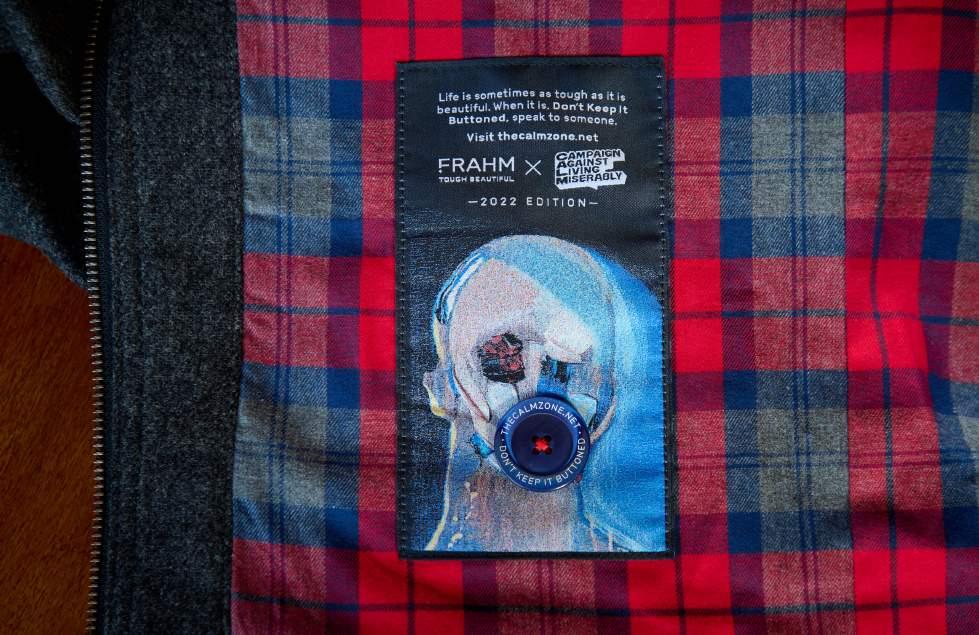 Life is sometimes as tough as it is
beautiful. When it is, Don't Keep It
Buttoned, speak to someone.
Visit thecalmzone.net
FRAHM
TOUGH BEAUTIFUL
X
CAMPAIGN
AGAINST
LIVING
MISERABLY
—2022 EDITION—
• THECALMZONE.NET •
DON'T KEEP IT BUTTONED